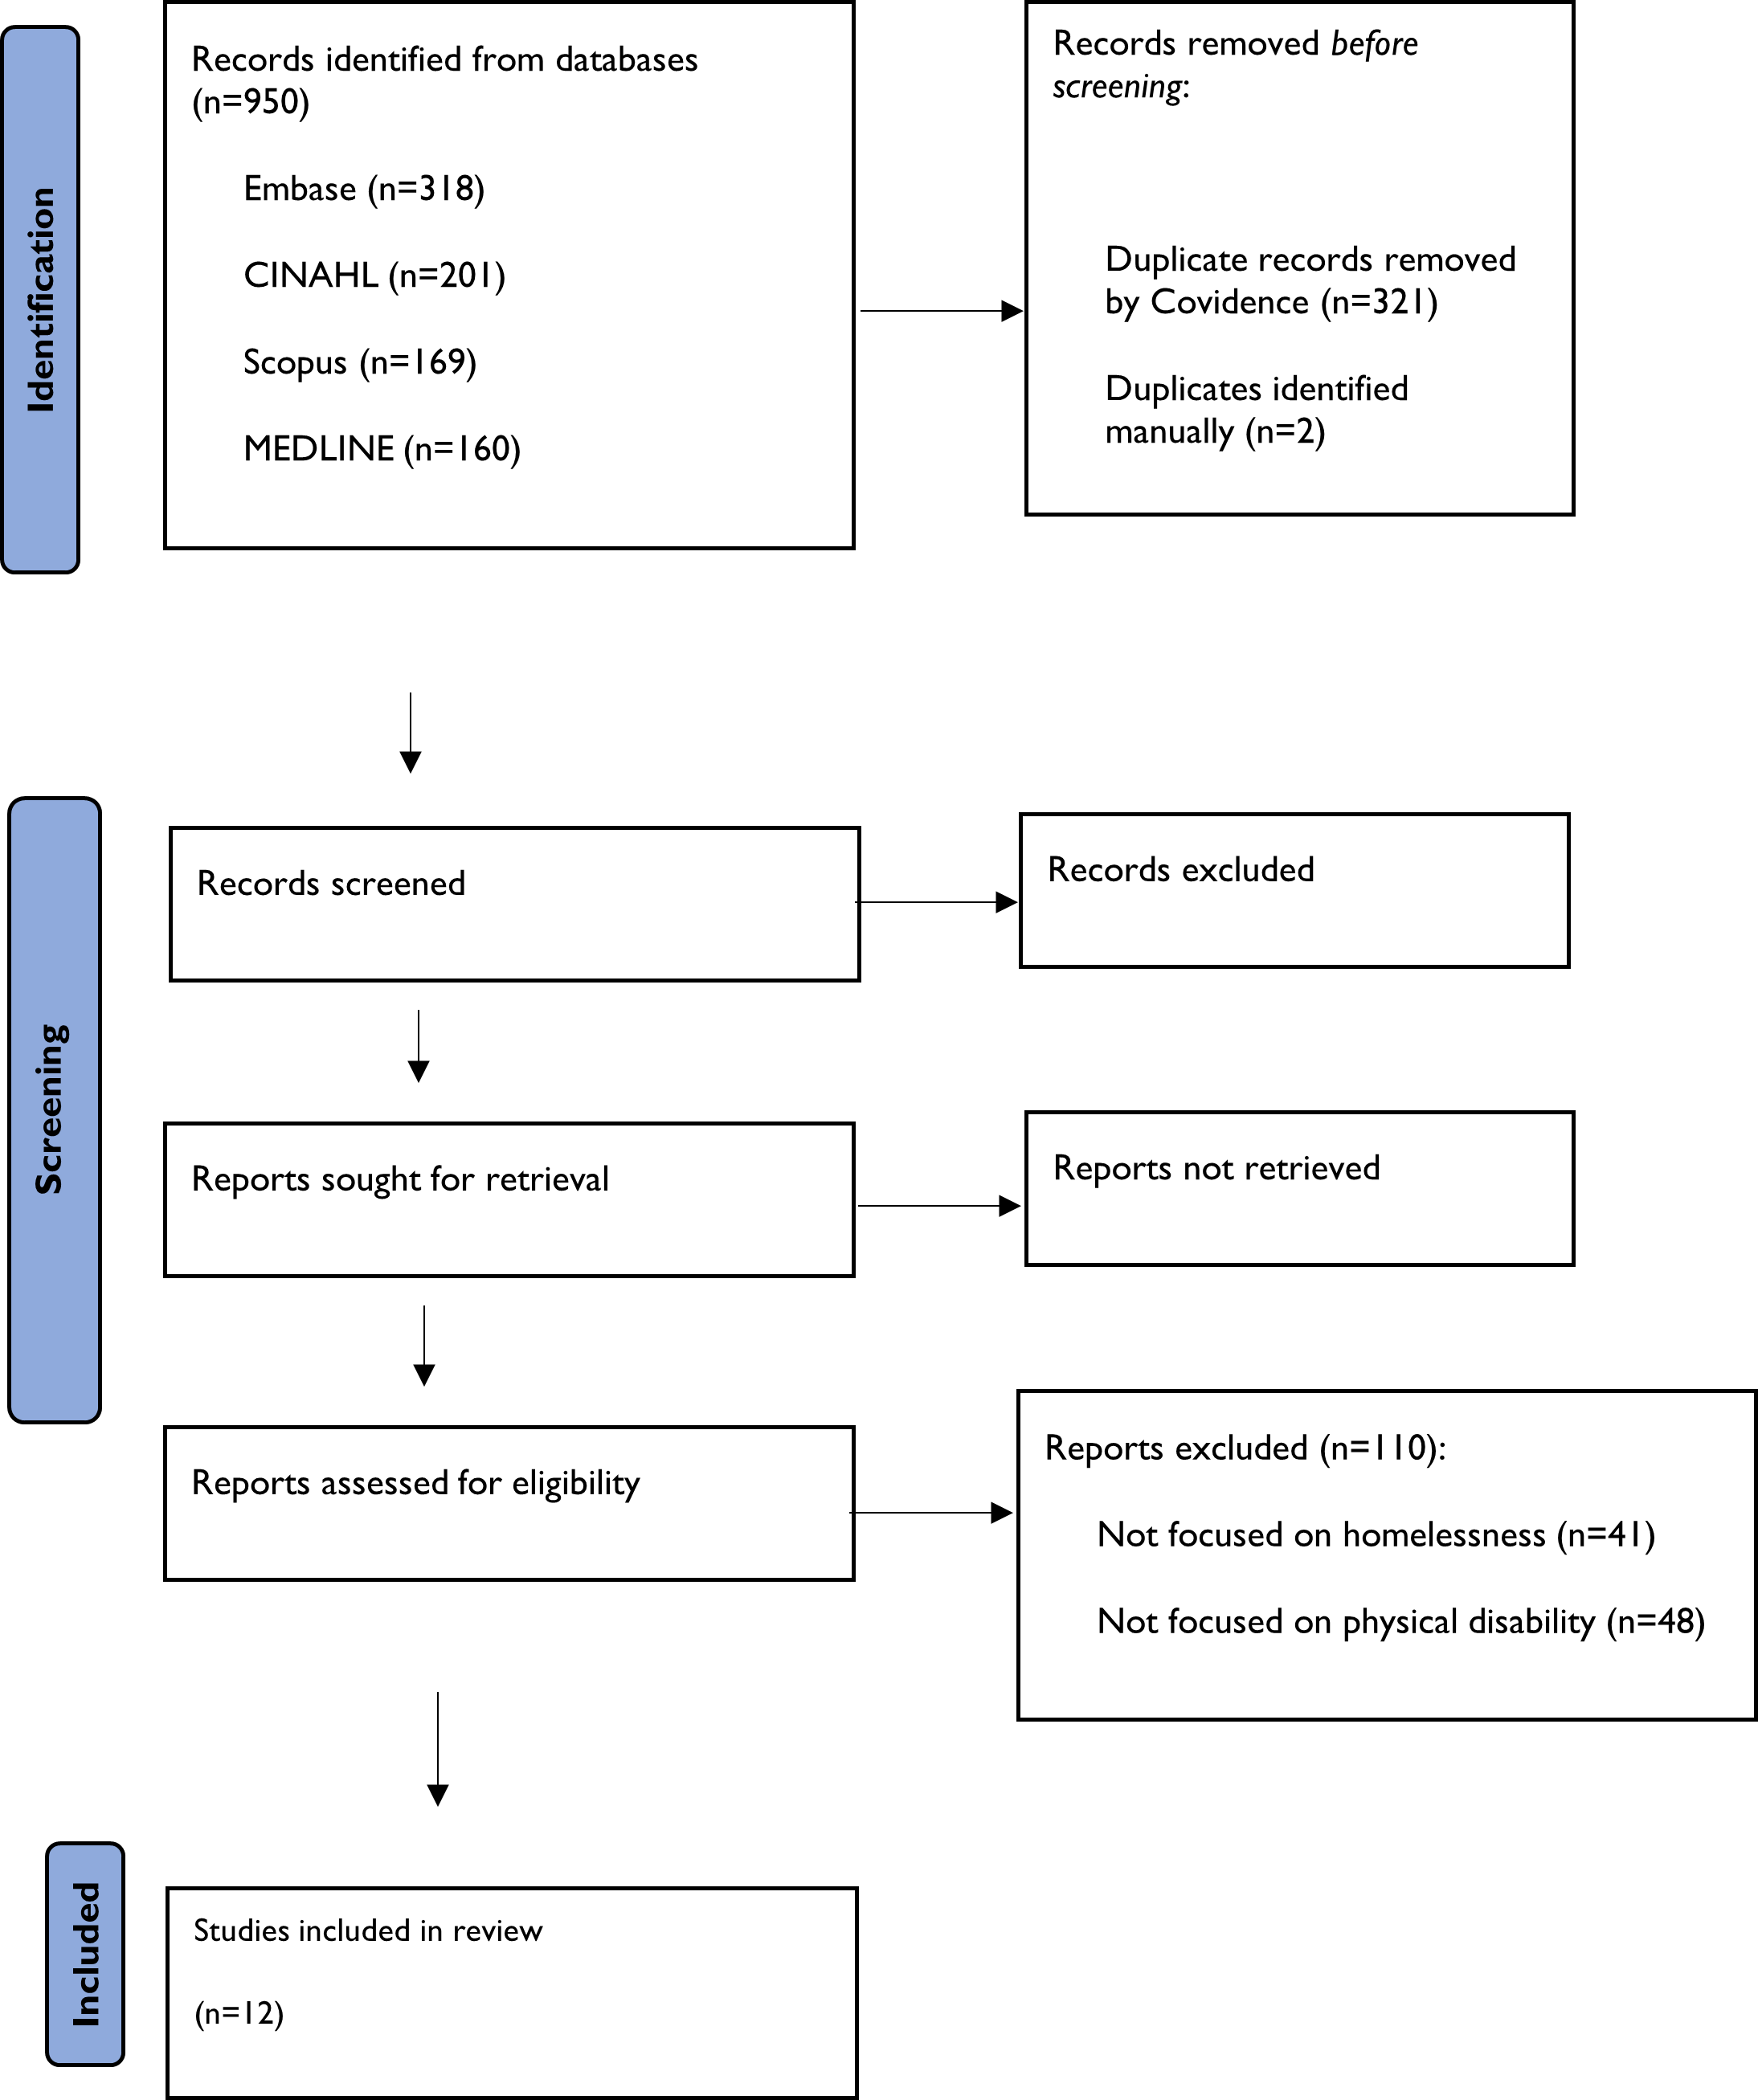 Identification
Records identified from databases
(n=950)
Embase (n=318)
CINAHL (n=201)
Scopus (n=169)
MEDLINE (n=160)
Records removed before
screening:
Duplicate records removed
by Covidence (n=321)
Duplicates identified
manually (n=2)
Screening
Records screened
Records excluded
Reports sought for retrieval
Reports not retrieved
Reports assessed for eligibility
Reports excluded (n=110):
Not focused on homelessness (n=41)
Not focused on physical disability (n=48)
Included
Studies included in review
(n=12)